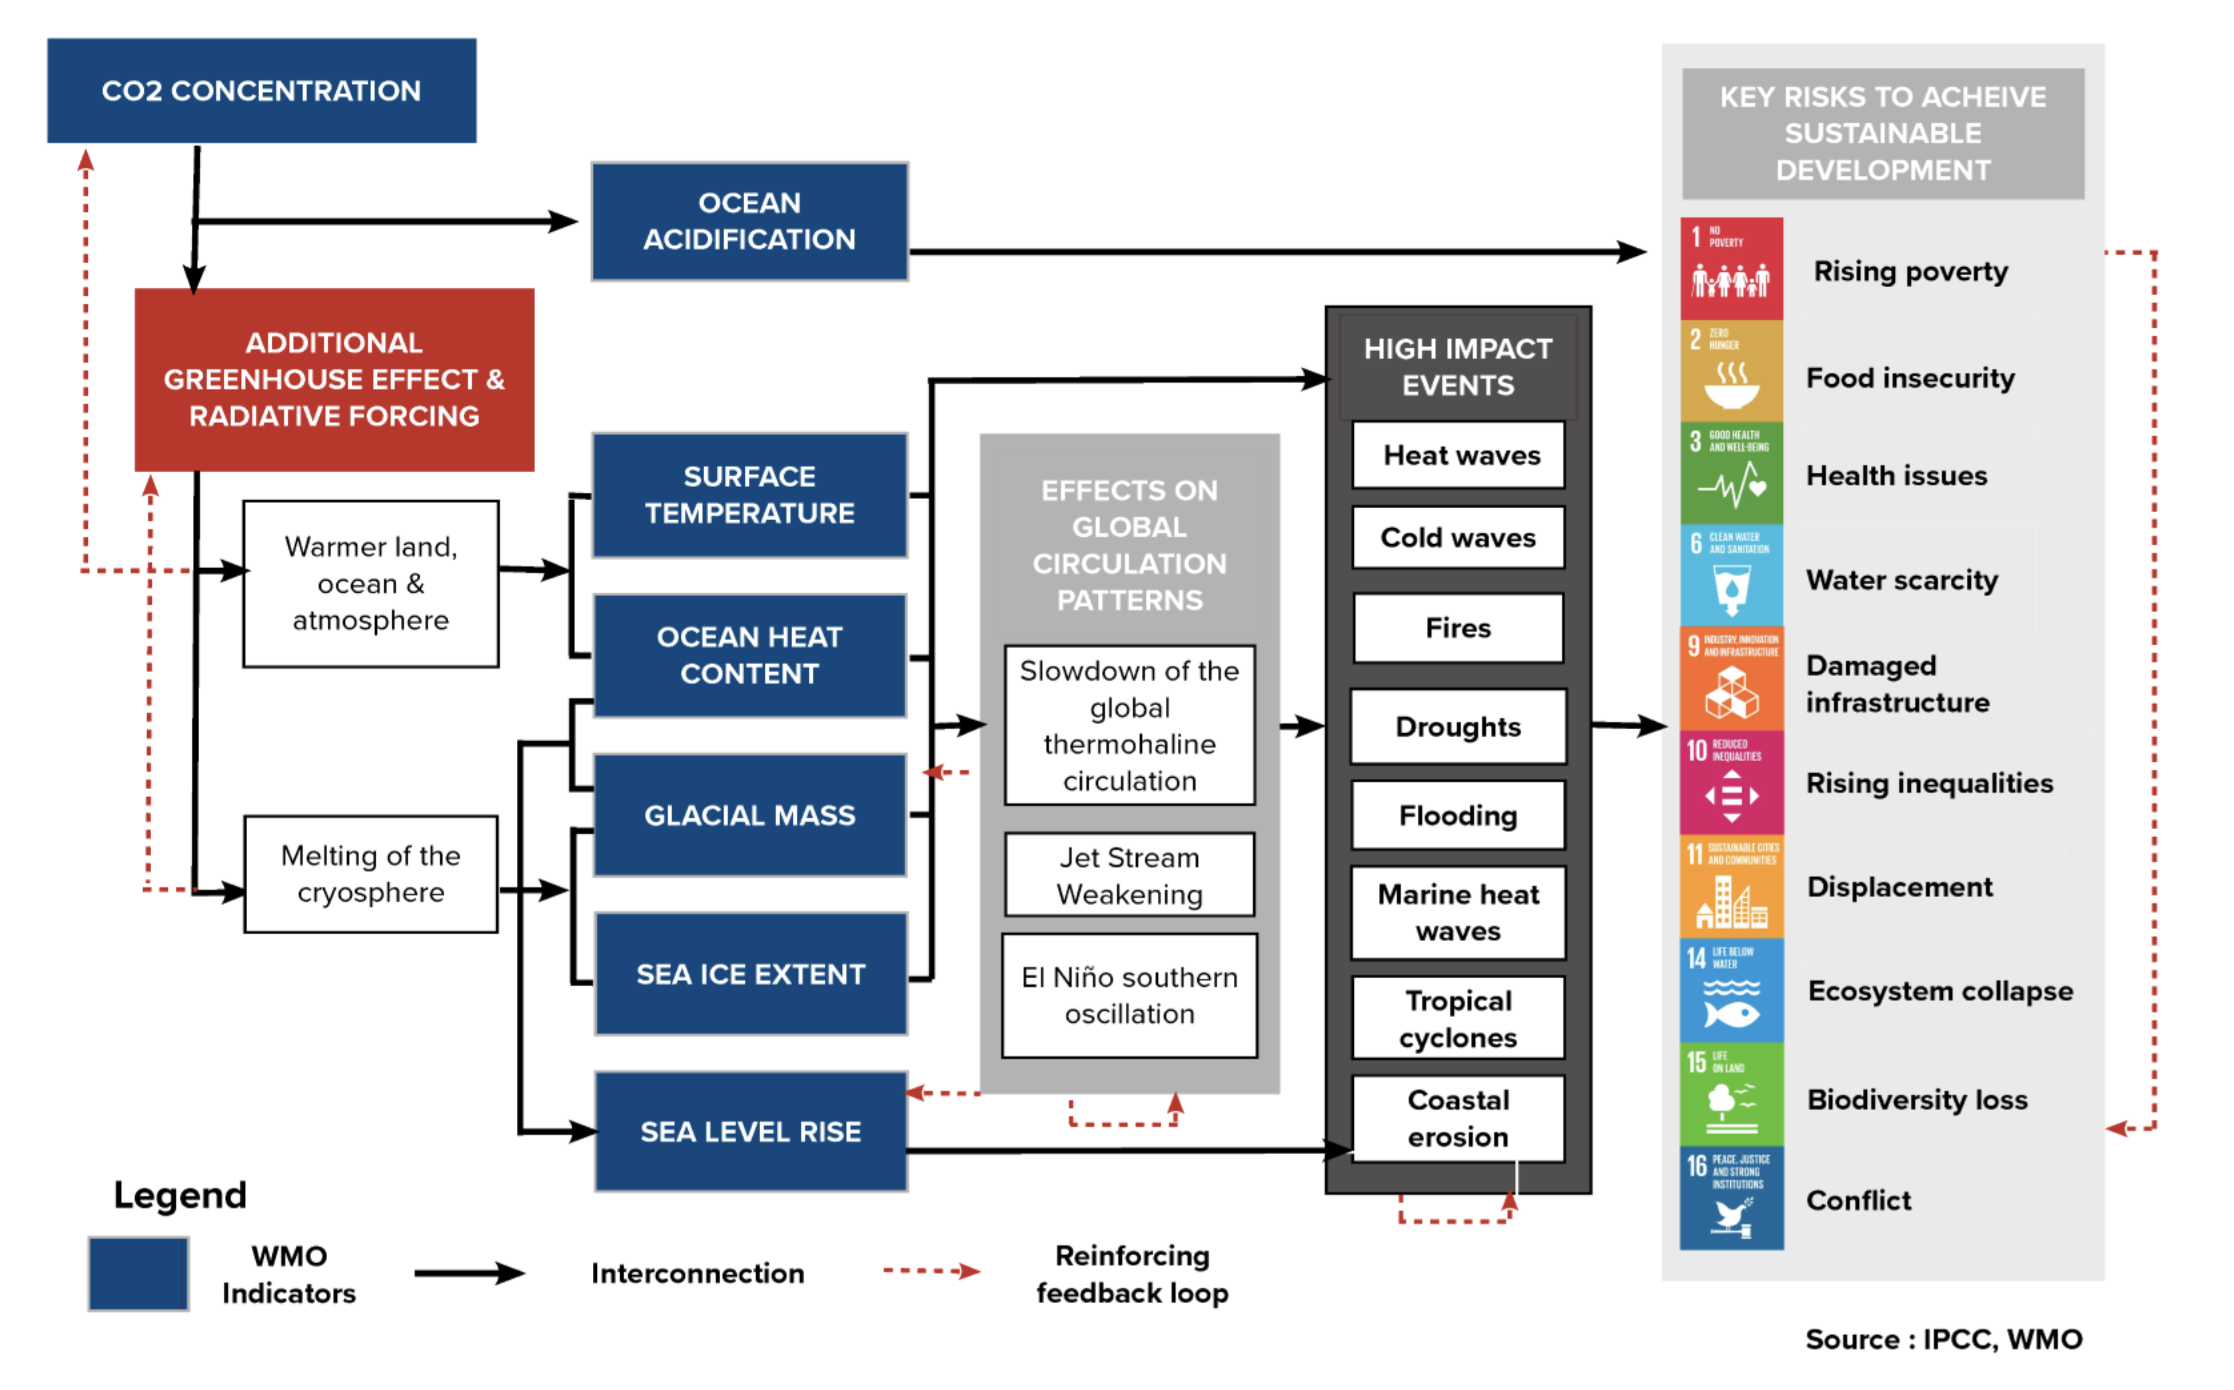 CO2 CONCENTRATION
OCEAN
ACIDIFICATION
ADDITIONAL
GREENHOUSE EFFECT &
RADIATIVE FORCING
Warmer land,
ocean &
atmosphere
Melting of the
cryosphere
SURFACE
TEMPERATURE
OCEAN HEAT
CONTENT
GLACIAL MASS
SEA ICE EXTENT
SEA LEVEL RISE
EFFECTS ON
GLOBAL
CIRCULATION
PATTERNS
Slowdown of the
global
thermohaline
circulation
Jet Stream
Weakening
El Niño southern
oscillation
HIGH IMPACT
EVENTS
Heat waves
Cold waves
Fires
Droughts
Flooding
Marine heat
waves
Tropical
cyclones
Coastal
erosion
KEY RISKS TO ACHEIVE
SUSTAINABLE
DEVELOPMENT
1 NO
POVERTY
Rising poverty
2 ZERO
HUNGER
Food insecurity
3 GOOD HEALTH
AND WELL-BEING
Health issues
6 CLEAN WATER
AND SANITATION
Water scarcity
9 INDUSTRY, INNOVATION
AND INFRASTRUCTURE
Damaged
infrastructure
10 REDUCED
INEQUALITIES
Rising inequalities
11 SUSTAINABLE CITIES
AND COMMUNITIES
Displacement
14 LIFE BELOW
WATER
Ecosystem collapse
15 LIFE
ON LAND
Biodiversity loss
16 PEACE, JUSTICE
AND STRONG
INSTITUTIONS
Conflict
Legend
WMO
Indicators
Interconnection
Reinforcing
feedback loop
Source : IPCC, WMO